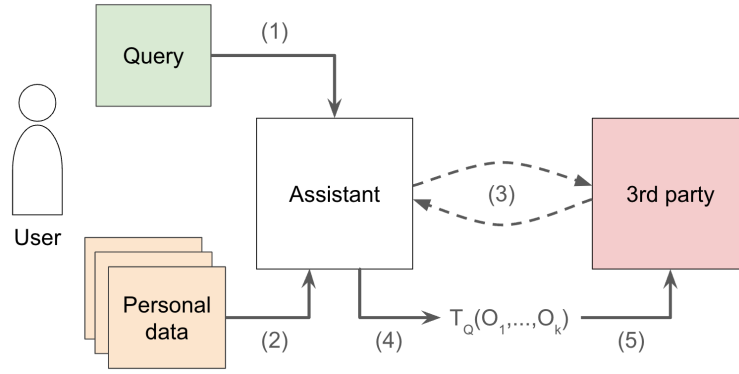 (1)
Query
Assistant
(3)
3rd party
User
Personal
data
(2)
(4)
T_Q(O_1,...,O_k)
(5)